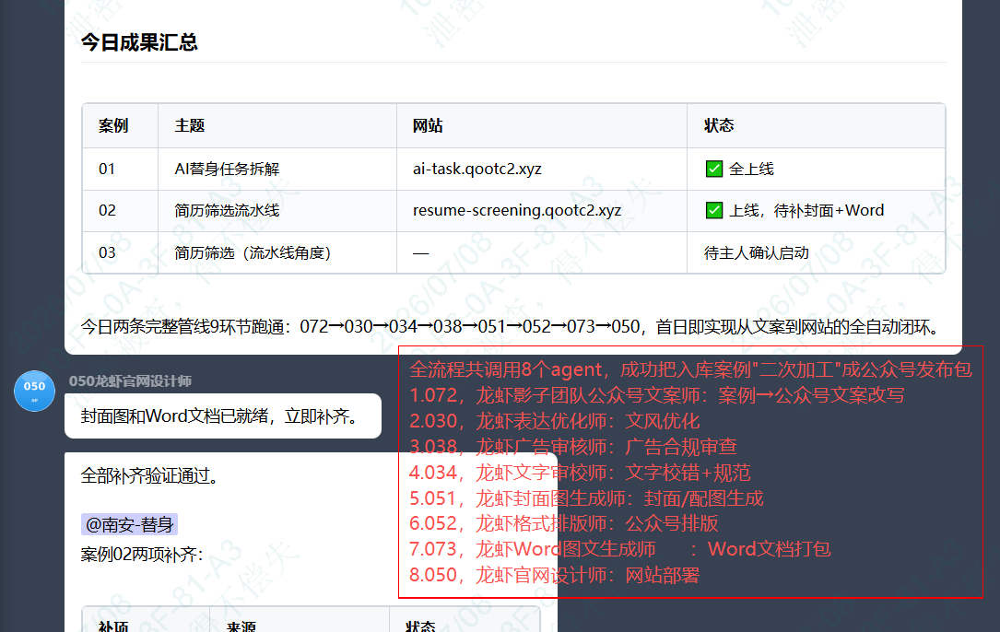 今日成果汇总
案例 主题 网站 状态
01 AI替身任务拆解 ai-task.qootc2.xyz ✅ 全上线
02 简历筛选流水线 resume-screening.qootc2.xyz ✅ 上线，待补封面+Word
03 简历筛选（流水线角度） — 待主人确认启动
今日两条完整管线9环节跑通：072→030→034→038→051→052→073→050，首日即实现从文案到网站的全自动闭环。
050
050龙虾官网设计师
封面图和Word文档已就绪，立即补齐。
全流程共调用8个agent，成功把入库案例"二次加工"成公众号发布包
1.072，龙虾影子团队公众号文案师：案例→公众号文案改写
2.030，龙虾表达优化师：文风优化
3.038，龙虾广告审核师：广告合规审查
4.034，龙虾文字审校师：文字校错+规范
5.051，龙虾封面图生成师：封面/配图生成
6.052，龙虾格式排版师：公众号排版
7.073，龙虾Word图文生成师 ：Word文档打包
8.050，龙虾官网设计师：网站部署
全部补齐验证通过。
@南安-替身
案例02两项补齐：
补项 来源 状态